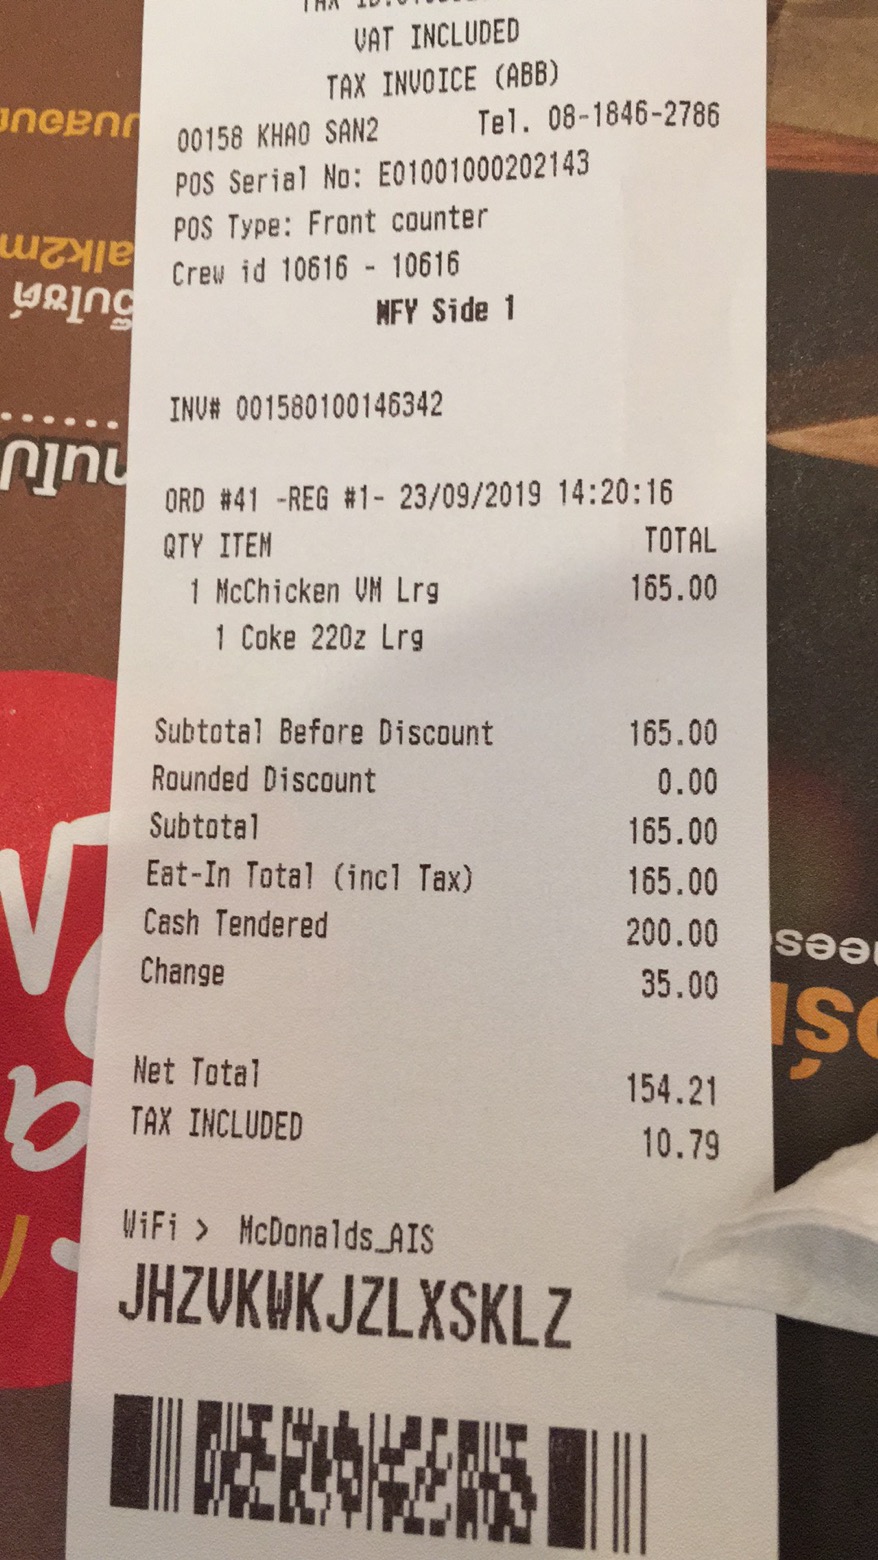 VAT INCLUDED
TAX INVOICE (ABB)
00158 KHAO SAN2 Tel. 08-1846-2786
POS Serial No: E01001000202143
POS Type: Front counter
Crew id 10616 - 10616
MFY Side 1
INV# 001580100146342
ORD #41 -REG #1- 23/09/2019 14:20:16
QTY ITEM TOTAL
1 McChicken VM Lrg 165.00
1 Coke 22Oz Lrg
Subtotal Before Discount 165.00
Rounded Discount 0.00
Subtotal 165.00
Eat-In Total (incl Tax) 165.00
Cash Tendered 200.00
Change 35.00
Net Total 154.21
TAX INCLUDED 10.79
WiFi > McDonalds_AIS
JHZVKWKJZLXSKLZ